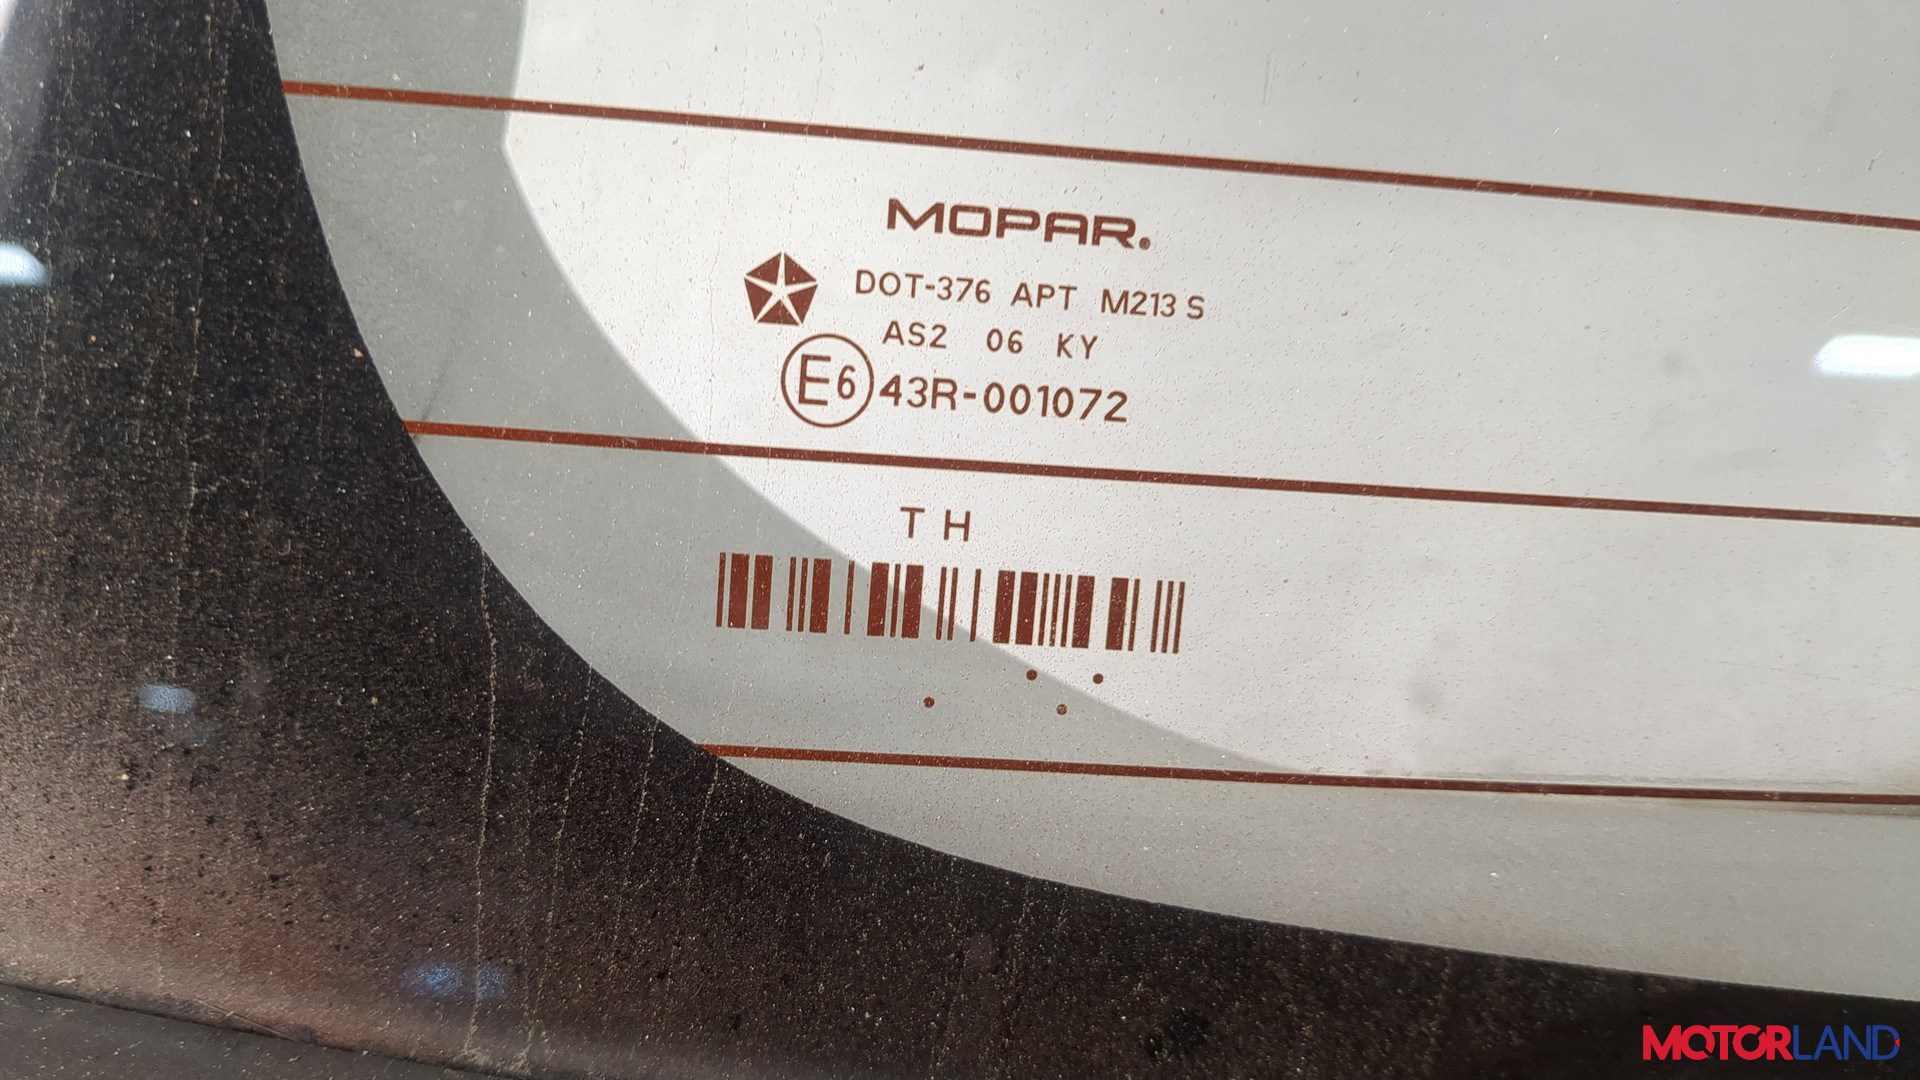 MOPAR®
DOT-376 APT M213 S
AS2 06 KY
E6 43R-001072
T H
MOTORLAND